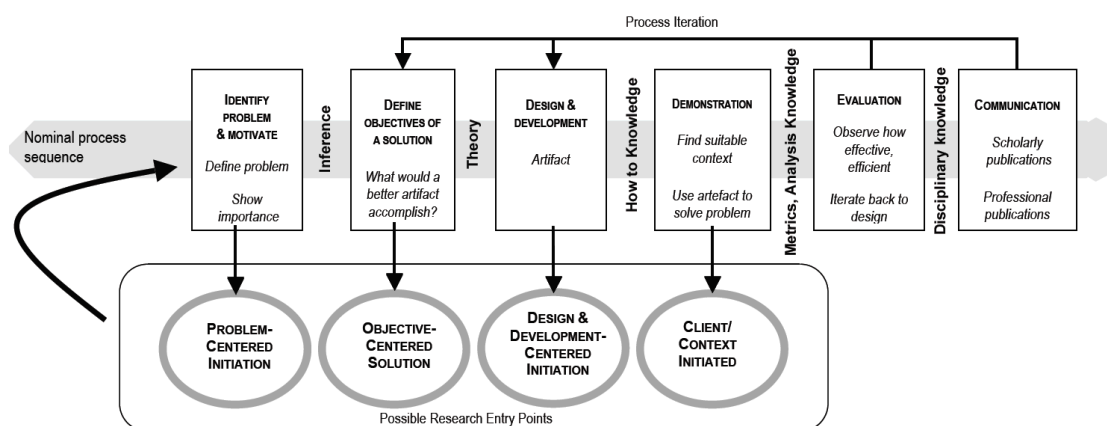 Process Iteration
Nominal process
sequence
IDENTIFY
PROBLEM
& MOTIVATE
Define problem
Show
importance
Inference
DEFINE
OBJECTIVES OF
A SOLUTION
What would a
better artifact
accomplish?
Theory
DESIGN &
DEVELOPMENT
Artifact
How to Knowledge
DEMONSTRATION
Find suitable
context
Use artefact to
solve problem
Metrics, Analysis Knowledge
EVALUATION
Observe how
effective,
efficient
Iterate back to
design
Disciplinary knowledge
COMMUNICATION
Scholarly
publications
Professional
publications
PROBLEM-
CENTERED
INITIATION
OBJECTIVE-
CENTERED
SOLUTION
DESIGN &
DEVELOPMENT-
CENTERED
INITIATION
CLIENT/
CONTEXT
INITIATED
Possible Research Entry Points